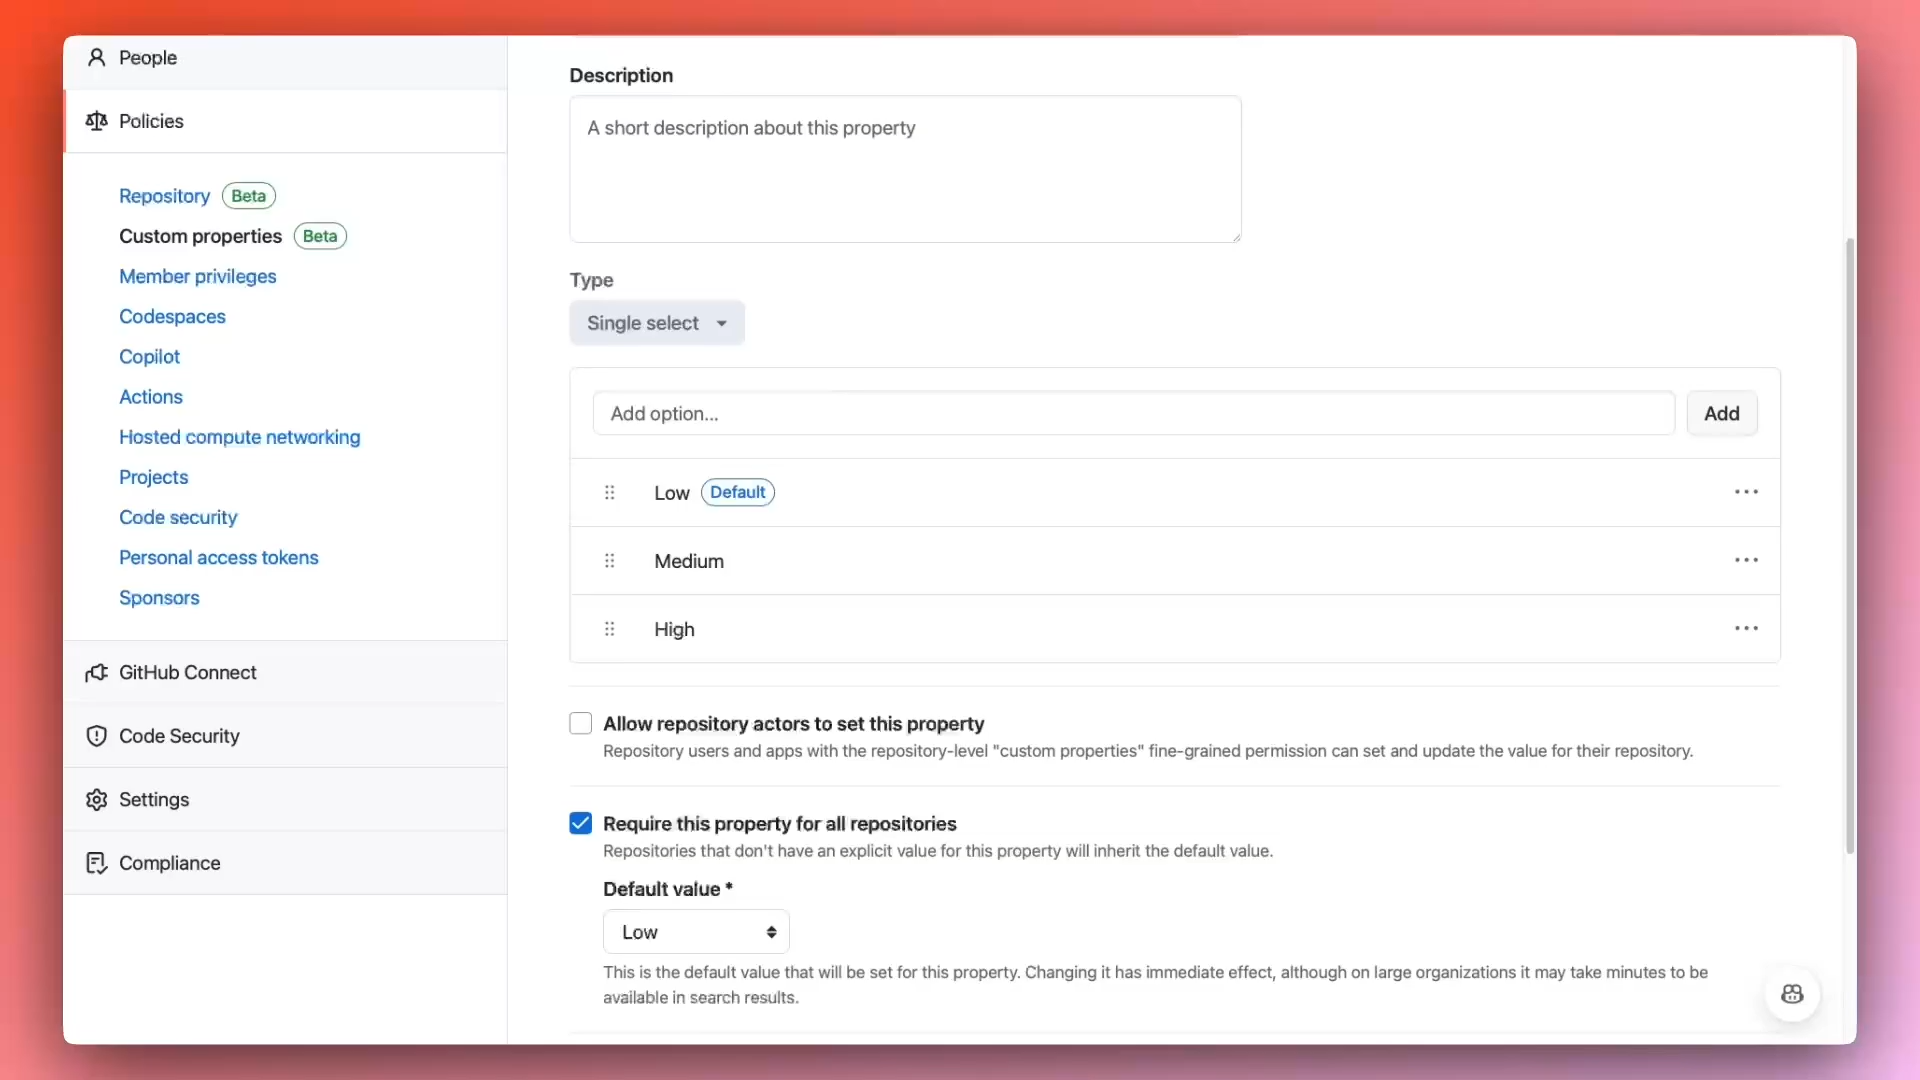 People
Policies
Repository Beta
Custom properties Beta
Member privileges
Codespaces
Copilot
Actions
Hosted compute networking
Projects
Code security
Personal access tokens
Sponsors
GitHub Connect
Code Security
Settings
Compliance
Description
A short description about this property
Type
Single select
Add option...
Add
Low Default
Medium
High
Allow repository actors to set this property
Repository users and apps with the repository-level "custom properties" fine-grained permission can set and update the value for their repository.
Require this property for all repositories
Repositories that don't have an explicit value for this property will inherit the default value.
Default value *
Low
This is the default value that will be set for this property. Changing it has immediate effect, although on large organizations it may take minutes to be
available in search results.